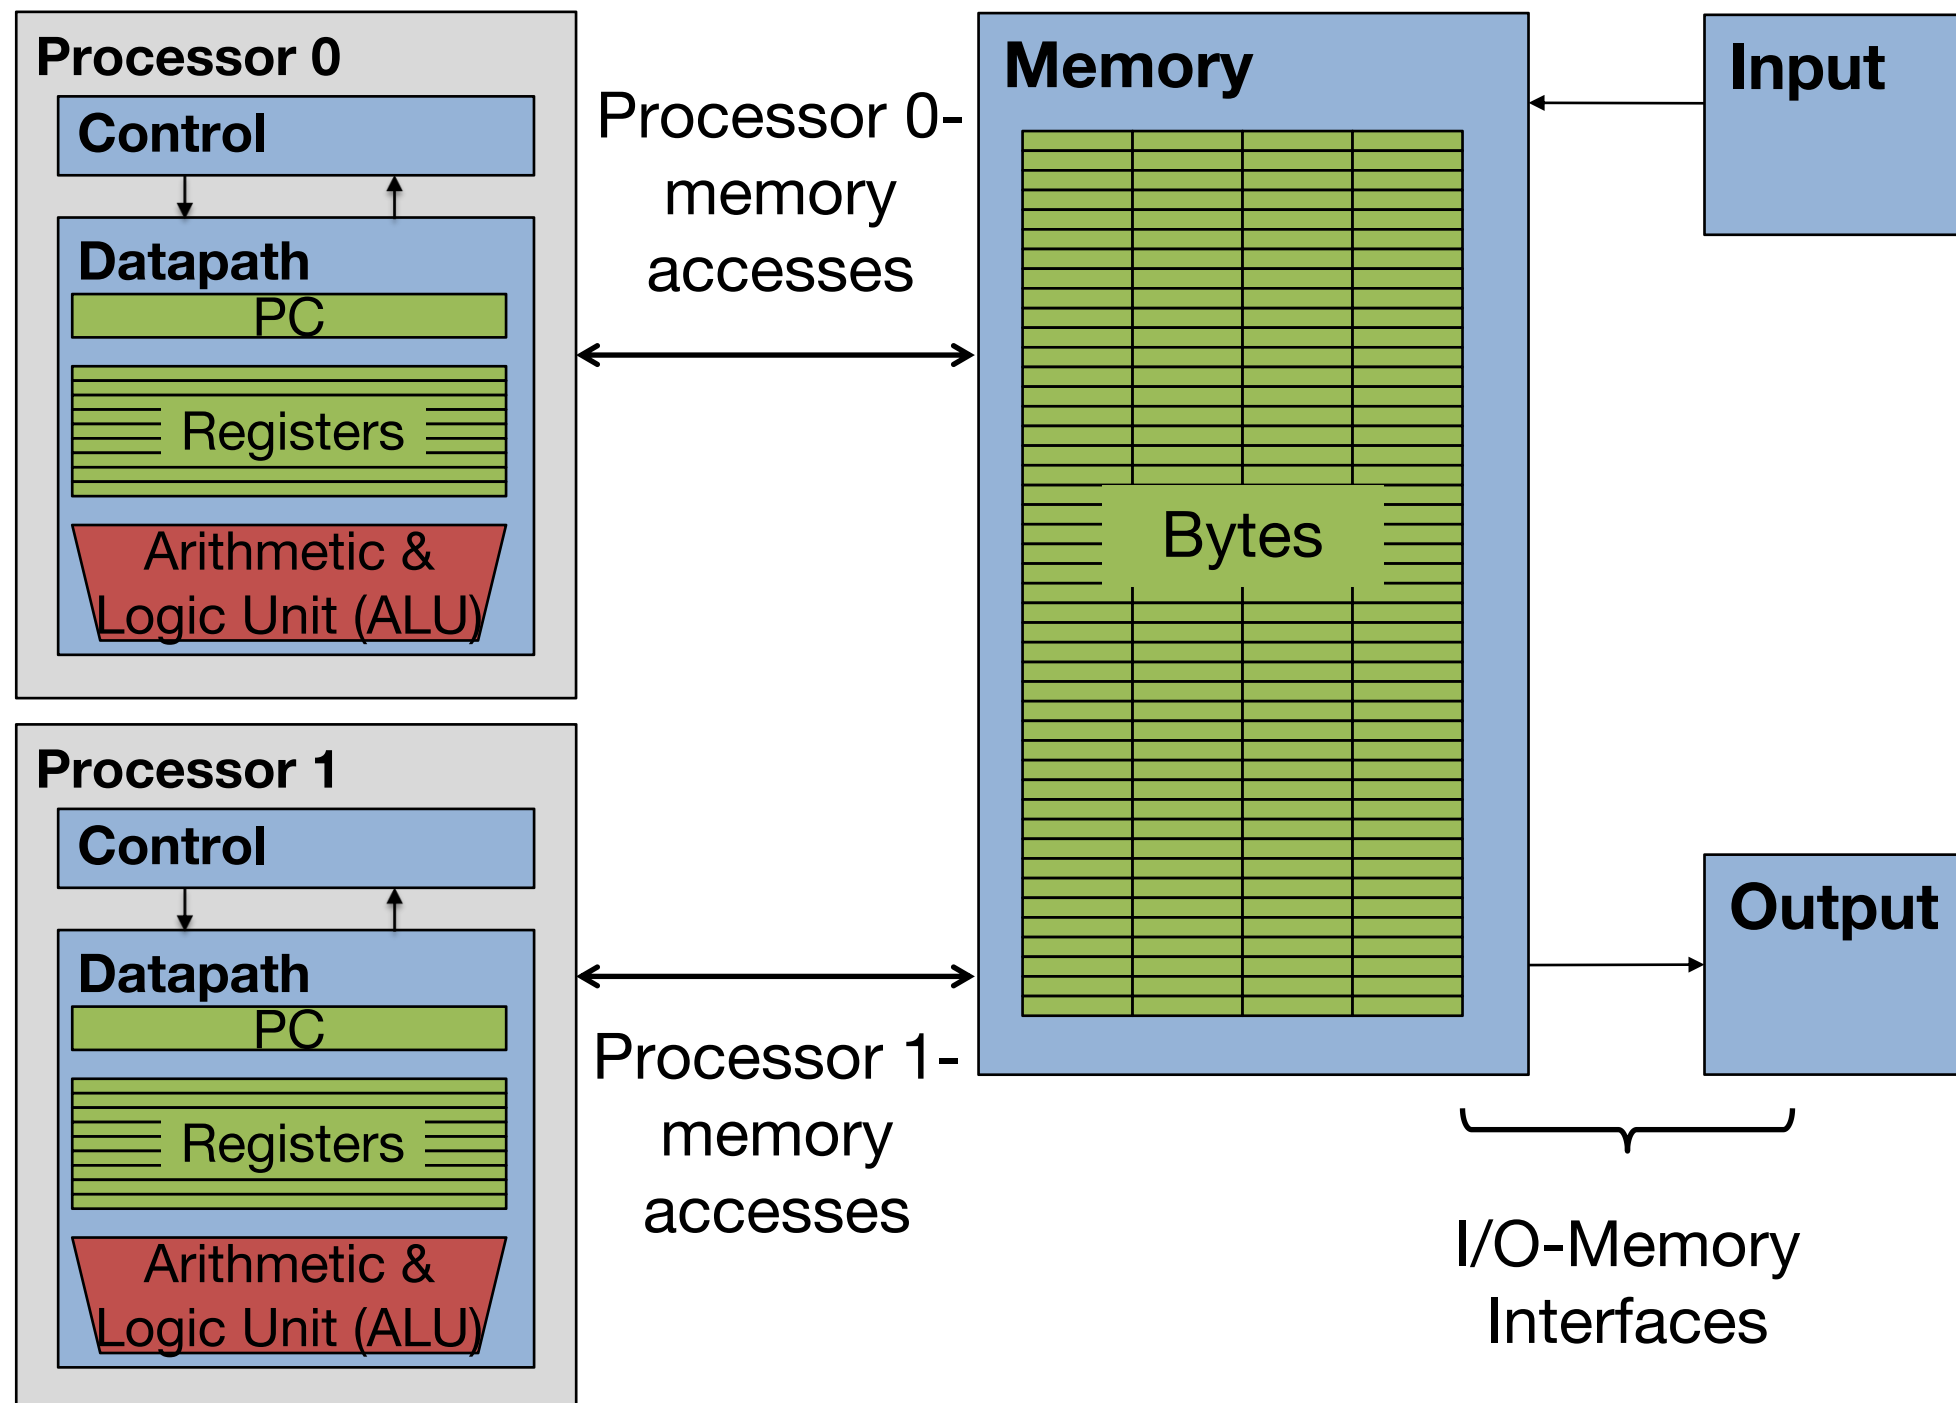 Processor 0
Control
Datapath
PC
Registers
Arithmetic &
Logic Unit (ALU)
Processor 0-
memory
accesses
Memory
Bytes
Input
Processor 1
Control
Datapath
PC
Registers
Arithmetic &
Logic Unit (ALU)
Processor 1-
memory
accesses
Output
I/O-Memory
Interfaces